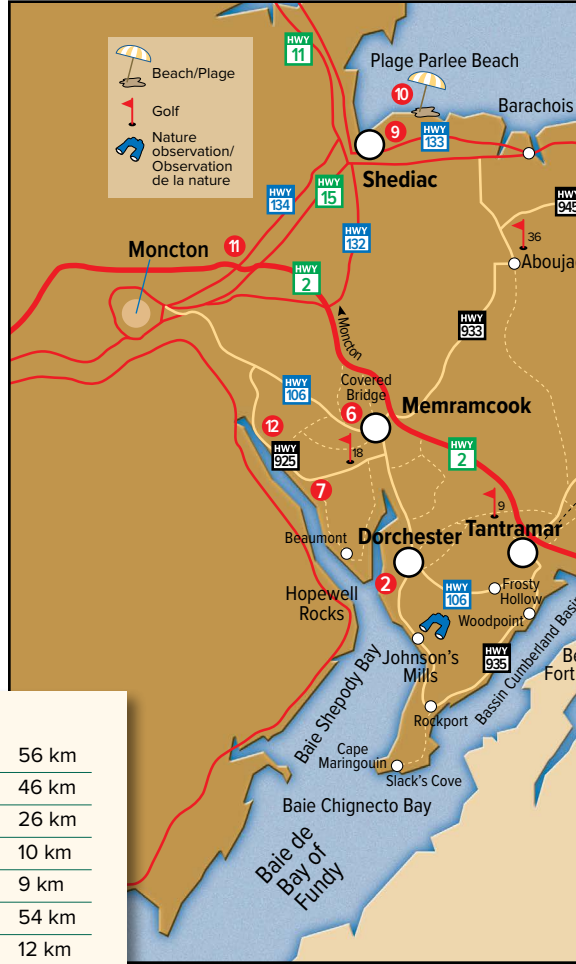 HWY
11
Plage Parlee Beach
Beach/Plage
Golf
Nature
observation/
Observation
de la nature
10
9
HWY
133
Barachois
Shediac
HWY
134
HWY
15
HWY
945
HWY
132
36
Moncton
11
HWY
2
Moncton
HWY
933
Covered
Bridge
HWY
106
6
Memramcook
12
HWY
925
18
HWY
2
7
9
Beaumont
Dorchester
Tantramar
2
Hopewell
Rocks
HWY
106
Frosty
Hollow
Woodpoint
Johnson's
Mills
HWY
935
Bassin Cumberland Basin
Baie Shepody Bay
Rockport
Cape
Maringouin
Slack's Cove
Baie Chignecto Bay
Baie de
Bay of
Fundy
56 km
46 km
26 km
10 km
9 km
54 km
12 km